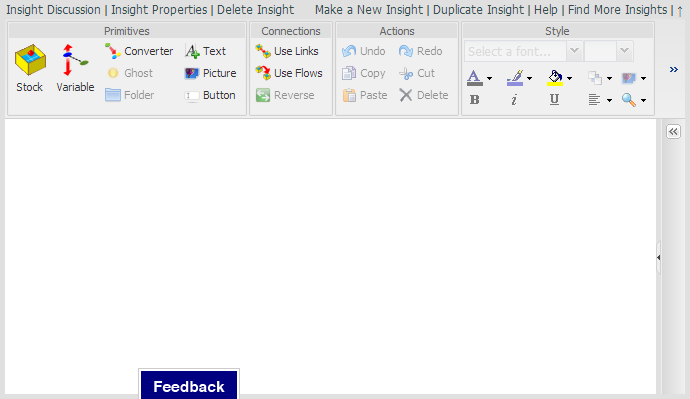 Insight Discussion | Insight Properties | Delete Insight Make a New Insight | Duplicate Insight | Help | Find More Insights | ↑
Primitives Connections Actions Style
Stock
Variable
Converter
Ghost
Folder
Text
Picture
Button
Use Links
Use Flows
Reverse
Undo
Copy
Paste
Redo
Cut
Delete
Select a font...
A
B i U
»
«
Feedback